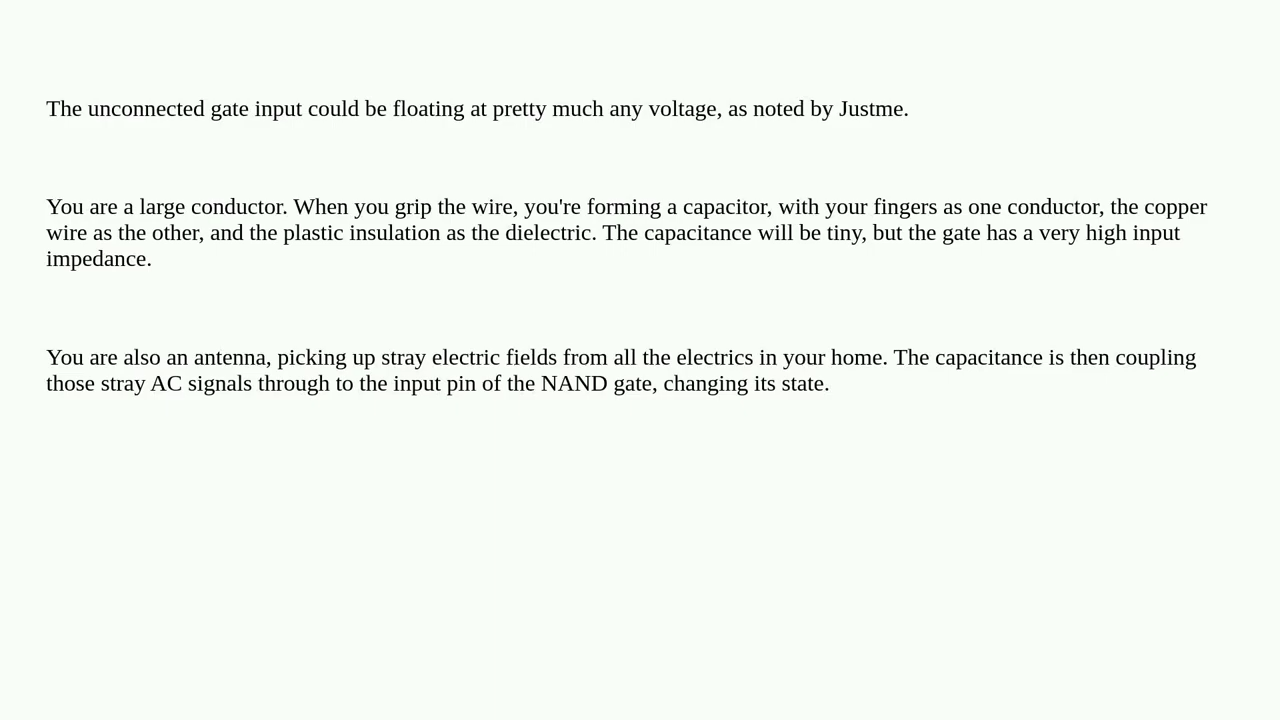 The unconnected gate input could be floating at pretty much any voltage, as noted by Justme.
You are a large conductor. When you grip the wire, you're forming a capacitor, with your fingers as one conductor, the copper
wire as the other, and the plastic insulation as the dielectric. The capacitance will be tiny, but the gate has a very high input
impedance.
You are also an antenna, picking up stray electric fields from all the electrics in your home. The capacitance is then coupling
those stray AC signals through to the input pin of the NAND gate, changing its state.